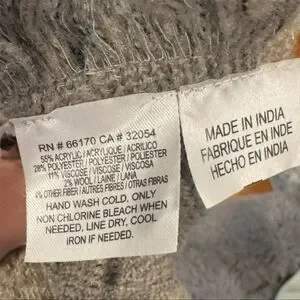 RN # 66170 CA # 32054
55% ACRYLIC / ACRYLIQUE / ACRILICO
28% POLYESTER / POLYESTER / POLIESTER
11% VISCOSE / VISCOSE / VISCOSA
2% WOOL / LAINE / LANA
4% OTHER FIBER / AUTRES FIBRES / OTRAS FIBRAS
HAND WASH COLD, ONLY
NON CHLORINE BLEACH WHEN
NEEDED, LINE DRY, COOL
IRON IF NEEDED.
MADE IN INDIA
FABRIQUE EN INDE
HECHO EN INDIA